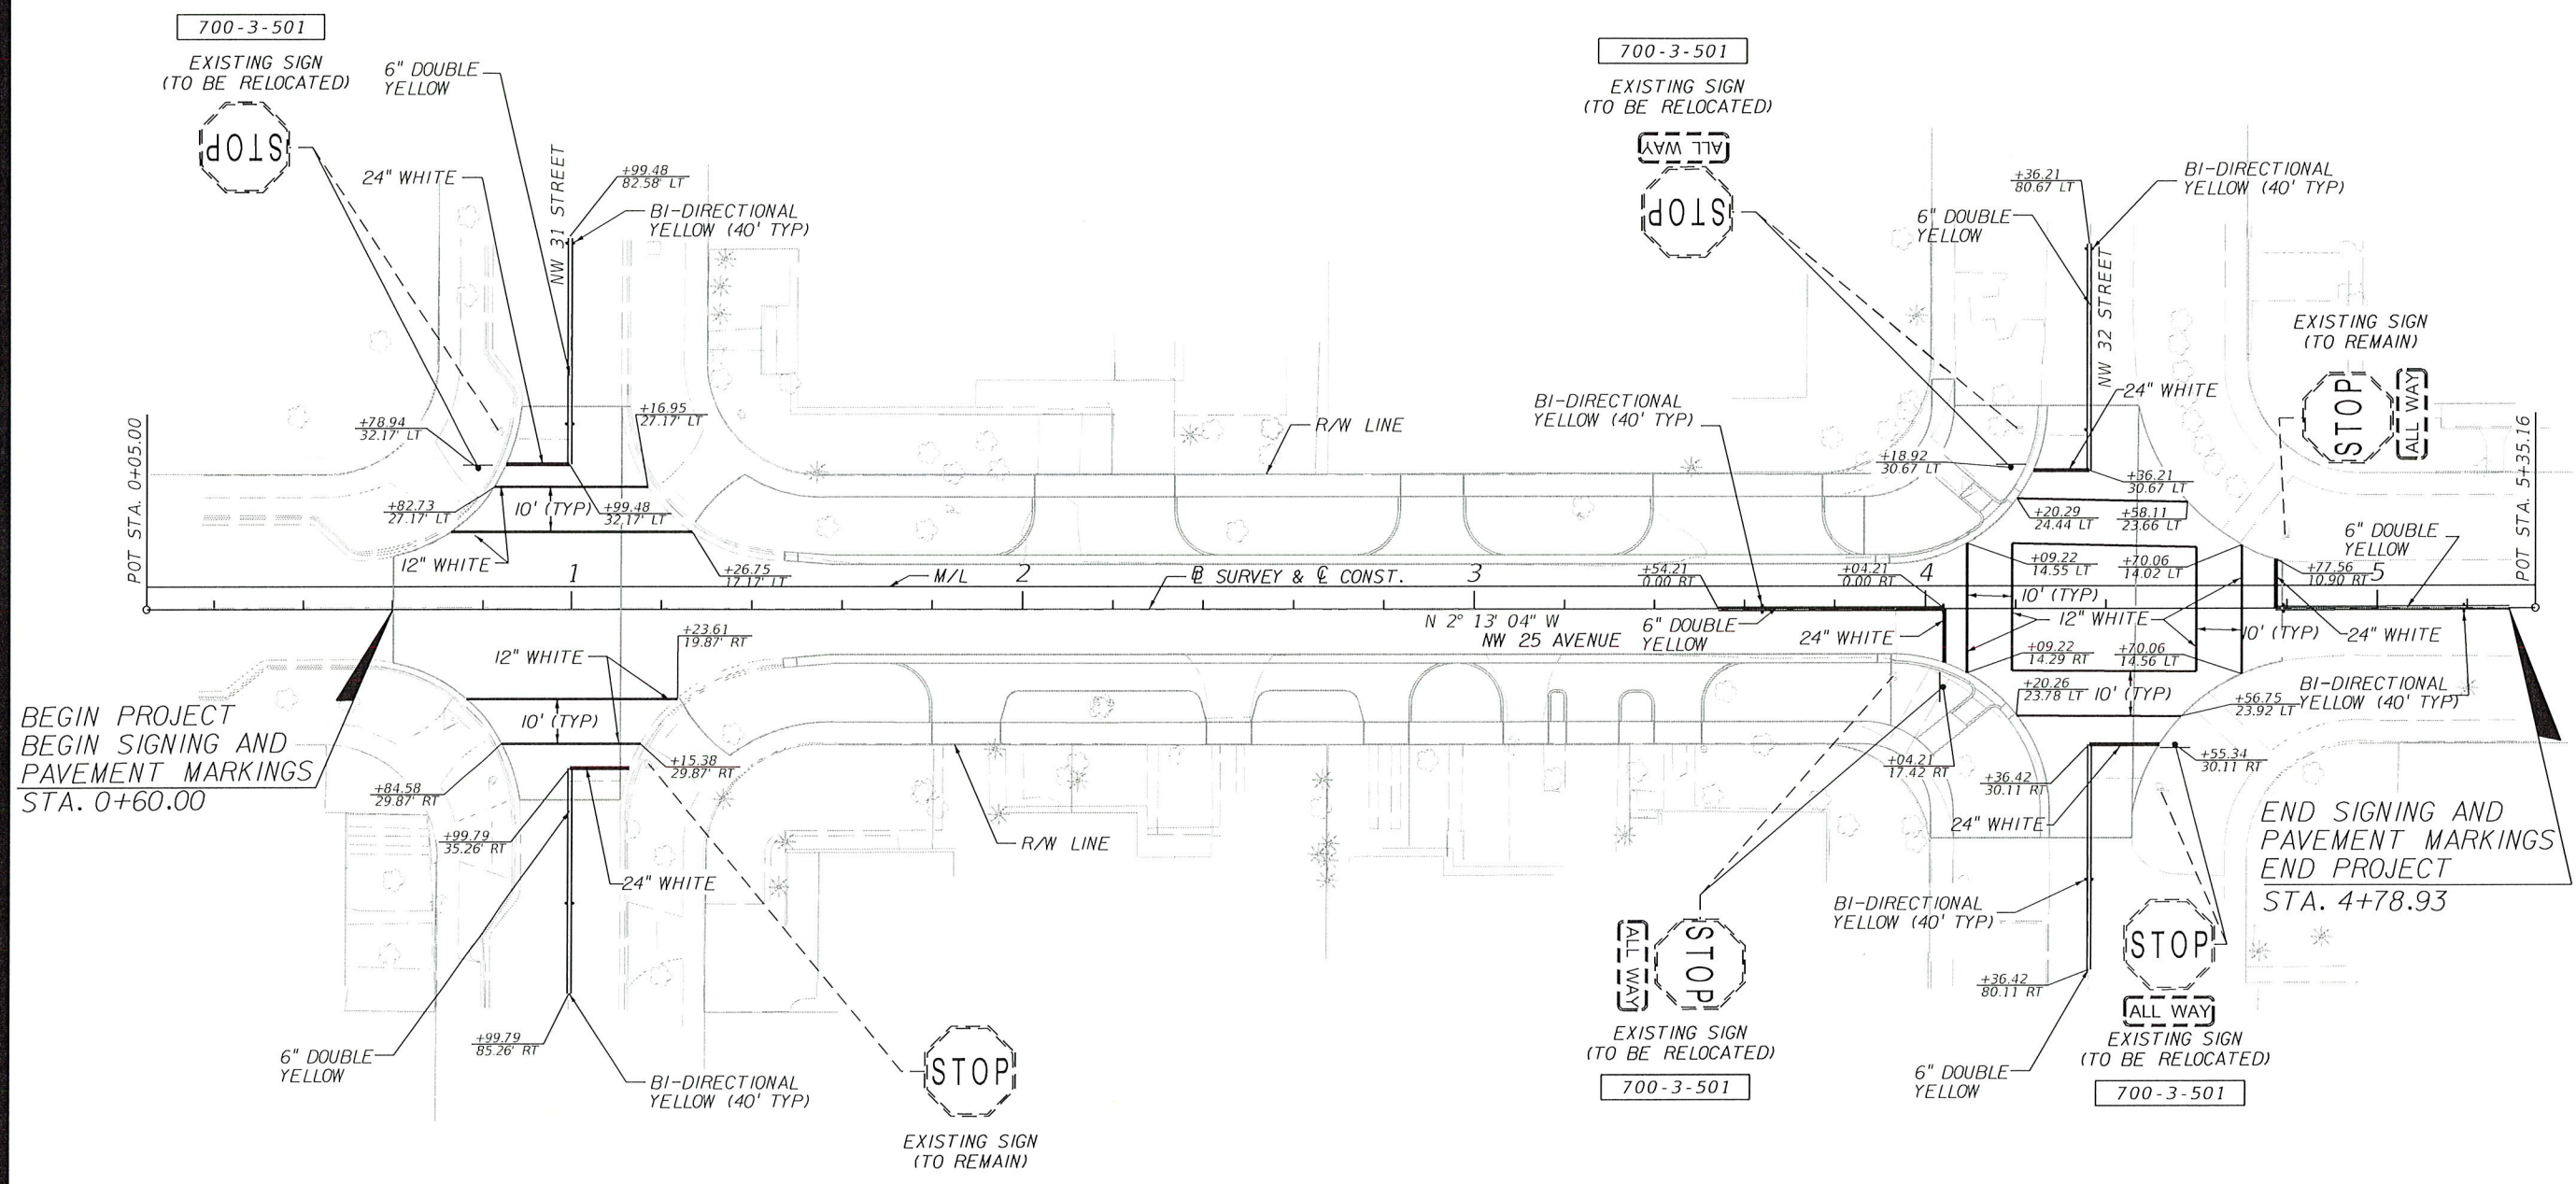 700-3-501
EXISTING SIGN
(TO BE RELOCATED)
STOP
6" DOUBLE
YELLOW
24" WHITE
NW 31 STREET
+99.48
82.58' LT
BI-DIRECTIONAL
YELLOW (40' TYP)
+78.94
32.17' LT
+16.95
27.17' LT
+82.73
27.17' LT
10' (TYP)
+99.48
32.17' LT
12" WHITE
+26.75
17.17' LT
POT STA. 0+05.00
1
M/L
2
SURVEY & CONST.
3
R/W LINE
700-3-501
EXISTING SIGN
(TO BE RELOCATED)
ALL WAY
STOP
+36.21
80.67 LT
BI-DIRECTIONAL
YELLOW (40' TYP)
6" DOUBLE
YELLOW
NW 32 STREET
EXISTING SIGN
(TO REMAIN)
STOP
ALL WAY
24" WHITE
BI-DIRECTIONAL
YELLOW (40' TYP)
+18.92
30.67 LT
+36.21
30.67 LT
+20.29
24.44 LT
+58.11
23.66 LT
6" DOUBLE
YELLOW
POT STA. 5+35.16
+54.21
0.00 RT
+04.21
0.00 RT
4
+09.22
14.55 LT
+70.06
14.02 LT
+77.56
10.90 RT
5
10' (TYP)
N 2° 13' 04" W
NW 25 AVENUE
6" DOUBLE
YELLOW
24" WHITE
12" WHITE
10' (TYP)
24" WHITE
+09.22
14.29 RT
+70.06
14.56 LT
+20.26
23.78 LT
10' (TYP)
+56.75
23.92 LT
BI-DIRECTIONAL
YELLOW (40' TYP)
+23.61
19.87' RT
12" WHITE
10' (TYP)
BEGIN PROJECT
BEGIN SIGNING AND
PAVEMENT MARKINGS
STA. 0+60.00
+15.38
29.87' RT
+84.58
29.87' RT
+99.79
35.26' RT
24" WHITE
R/W LINE
+04.21
17.42 RT
+36.42
30.11 RT
+55.34
30.11 RT
24" WHITE
END SIGNING AND
PAVEMENT MARKINGS
END PROJECT
STA. 4+78.93
BI-DIRECTIONAL
YELLOW (40' TYP)
+36.42
80.11 RT
6" DOUBLE
YELLOW
+99.79
85.26' RT
BI-DIRECTIONAL
YELLOW (40' TYP)
STOP
EXISTING SIGN
(TO REMAIN)
ALL WAY
STOP
EXISTING SIGN
(TO BE RELOCATED)
700-3-501
6" DOUBLE
YELLOW
STOP
ALL WAY
EXISTING SIGN
(TO BE RELOCATED)
700-3-501